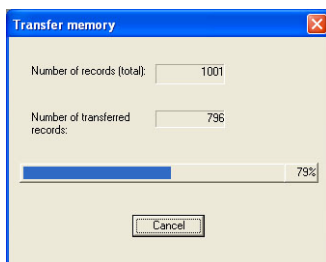 Transfer memory
Number of records (total): 1001
Number of transferred
records: 796
79%
Cancel